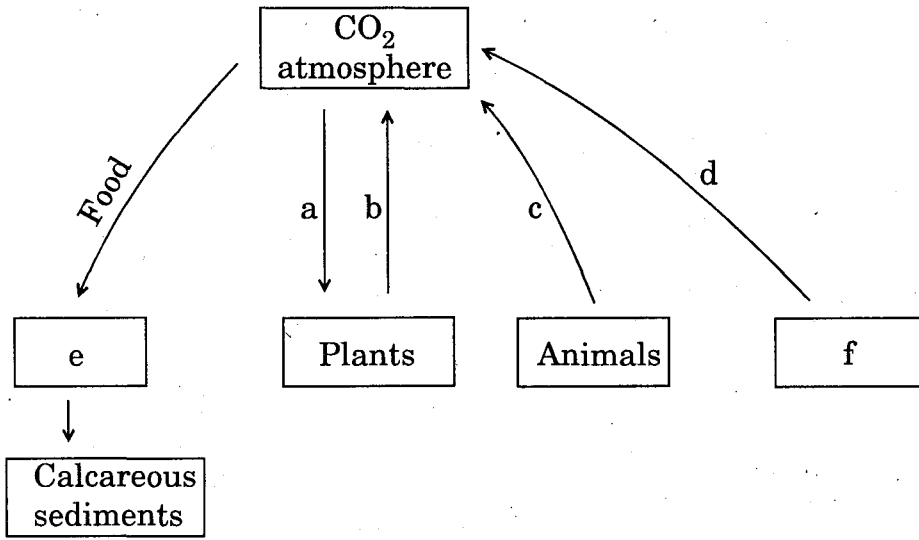 CO₂
atmosphere
Food
a
b
c
d
e
Plants
Animals
f
Calcareous
sediments